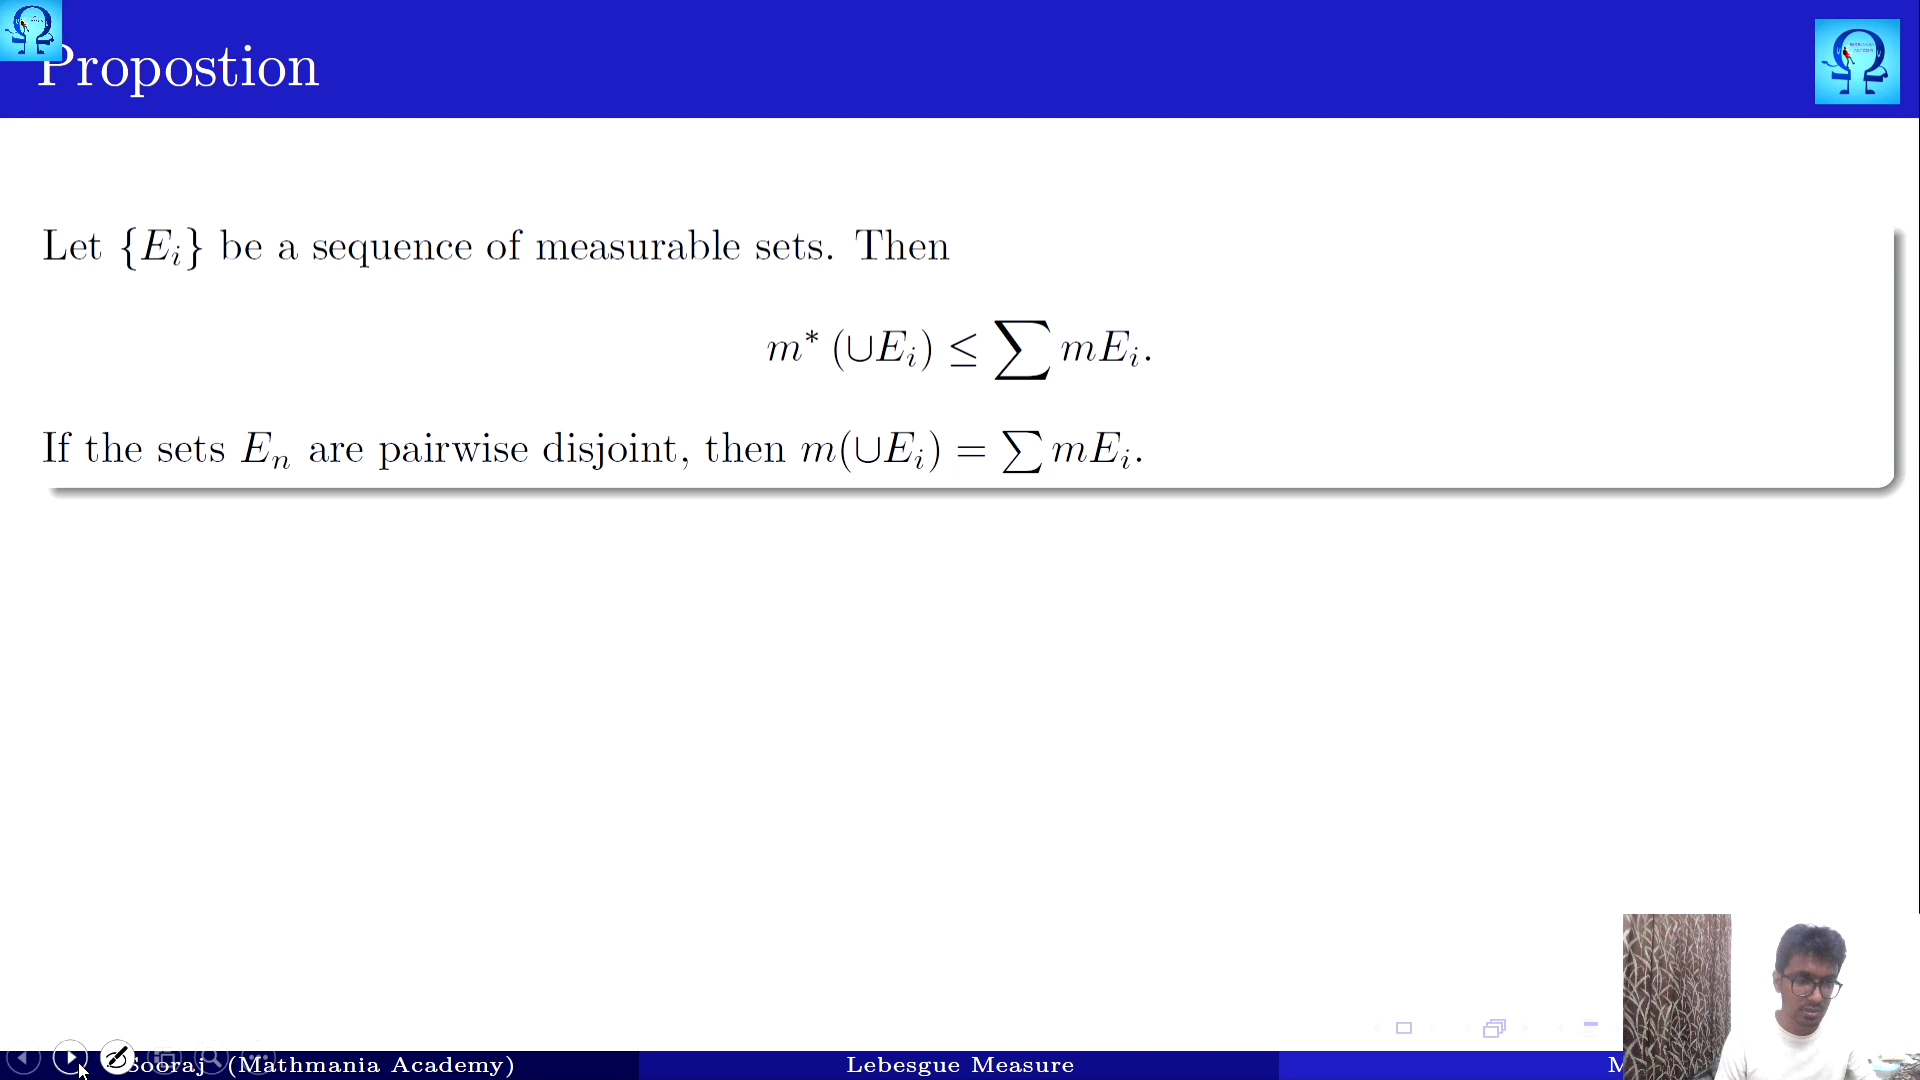 Propostion
Let {E_i} be a sequence of measurable sets. Then
m* (∪E_i) ≤ ∑ mE_i.
If the sets E_n are pairwise disjoint, then m(∪E_i) = ∑ mE_i.
Sooraj (Mathmania Academy)
Lebesgue Measure
M